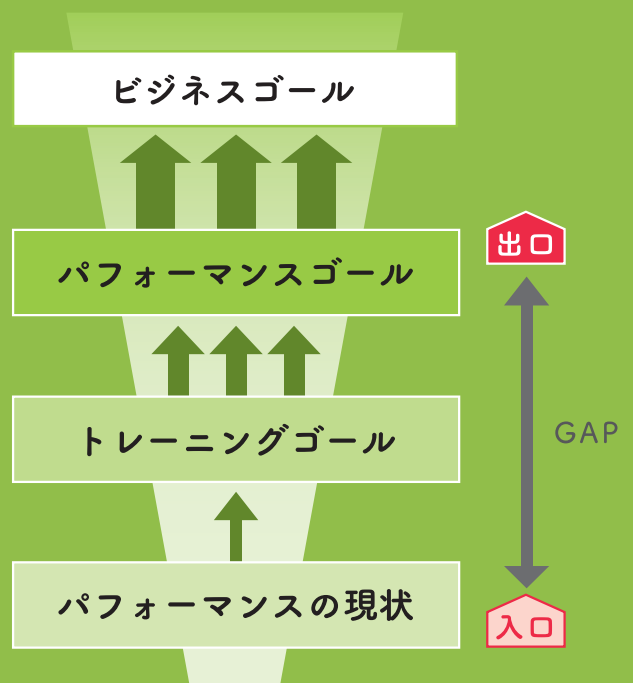 ビジネスゴール
パフォーマンスゴール
出口
トレーニングゴール
GAP
パフォーマンスの現状
入口